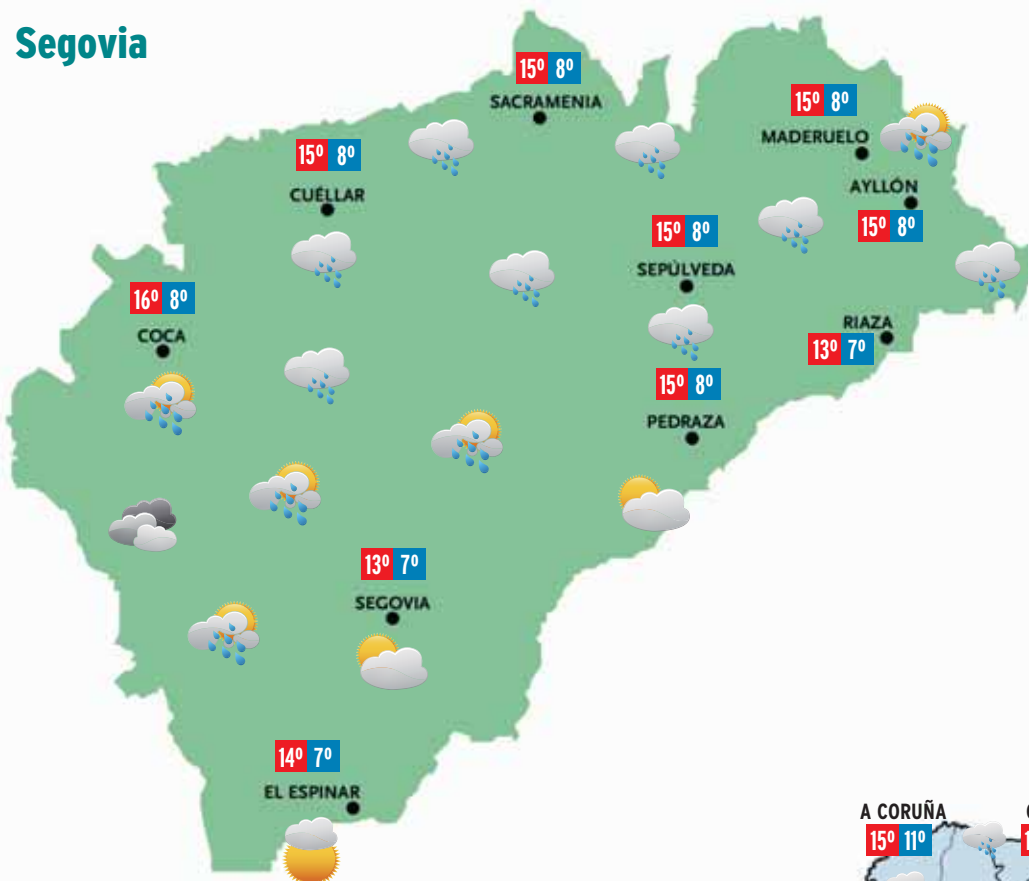 Segovia
15º 8º
SACRAMENIA
15º 8º
MADERUELO
15º 8º
CUÉLLAR
AYLLÓN
15º 8º
15º 8º
SEPÚLVEDA
16º 8º
COCA
RIAZA
13º 7º
15º 8º
PEDRAZA
13º 7º
SEGOVIA
14º 7º
EL ESPINAR
A CORUÑA
15º 11º